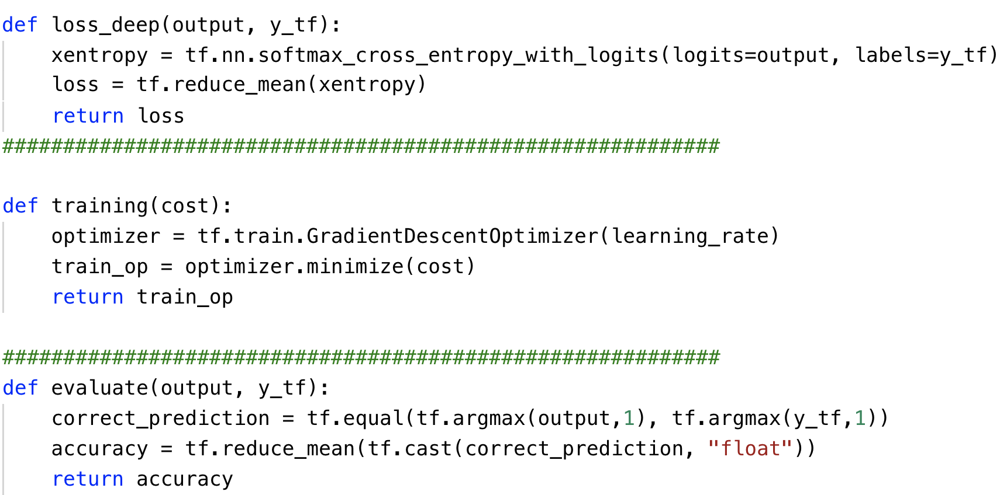 def loss_deep(output, y_tf):
    xentropy = tf.nn.softmax_cross_entropy_with_logits(logits=output, labels=y_tf)
    loss = tf.reduce_mean(xentropy)
    return loss
###########################################################
def training(cost):
    optimizer = tf.train.GradientDescentOptimizer(learning_rate)
    train_op = optimizer.minimize(cost)
    return train_op
###########################################################
def evaluate(output, y_tf):
    correct_prediction = tf.equal(tf.argmax(output,1), tf.argmax(y_tf,1))
    accuracy = tf.reduce_mean(tf.cast(correct_prediction, "float"))
    return accuracy